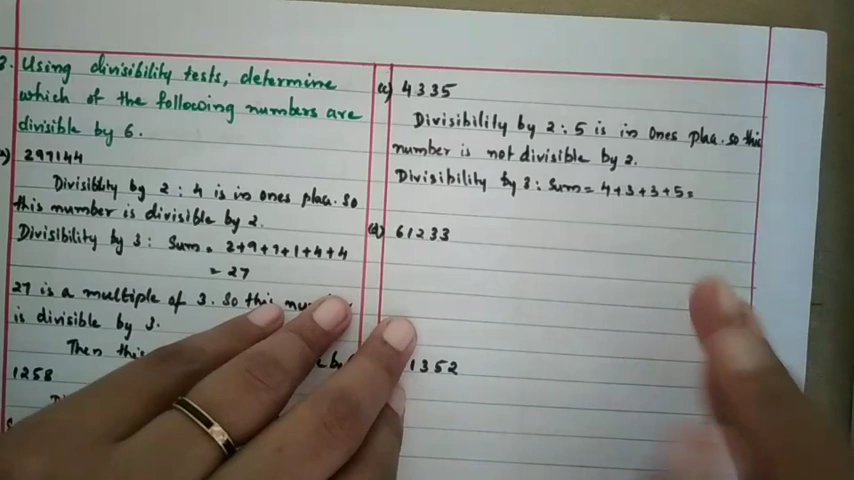 3. Using divisibility tests, determine
which of the following numbers are
divisible by 6.
a) 297144
Divisiblity by 2 : 4 is in ones place. So
this number is divisible by 2.
Divisibility by 3 : Sum = 2+9+7+1+4+4
= 27
27 is a multiple of 3. So this
is divisible by 3.
Then this
1258
(c) 4335
Divisibility by 2 : 5 is in ones place. so this
number is not divisible by 2.
Divisibility by 3 : Sum = 4+3+3+5=
(d) 61233
1352